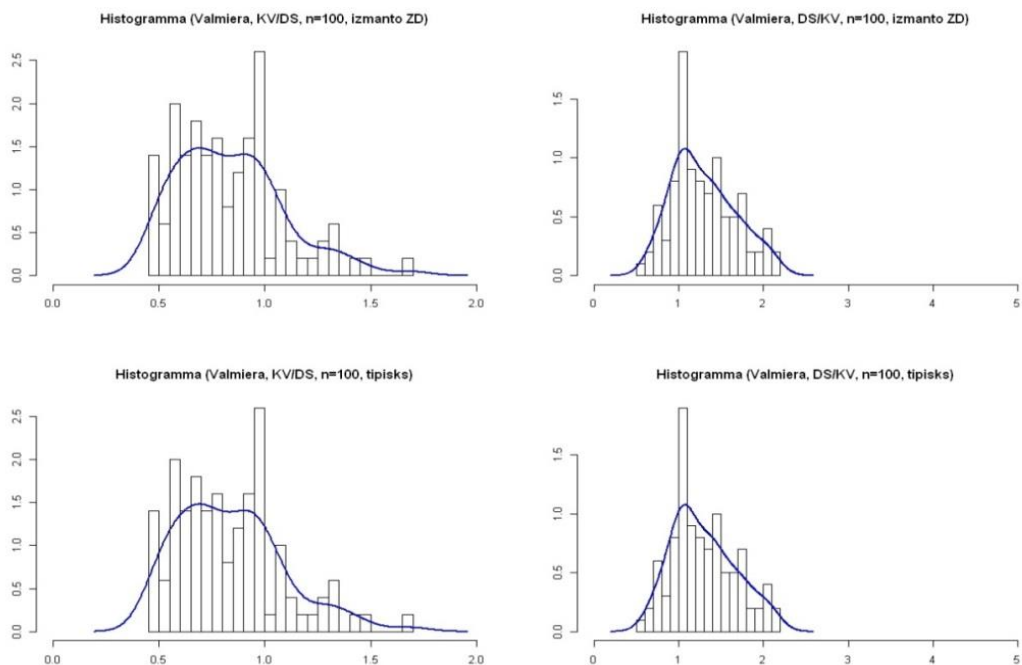 Histogramma (Valmiera, KV/DS, n=100, izmanto ZD)
2.5
2.0
1.5
1.0
0.5
0.0
0.0 0.5 1.0 1.5 2.0
Histogramma (Valmiera, DS/KV, n=100, izmanto ZD)
1.5
1.0
0.5
0.0
0 1 2 3 4 5
Histogramma (Valmiera, KV/DS, n=100, tipisks)
2.5
2.0
1.5
1.0
0.5
0.0
0.0 0.5 1.0 1.5 2.0
Histogramma (Valmiera, DS/KV, n=100, tipisks)
1.5
1.0
0.5
0.0
0 1 2 3 4 5